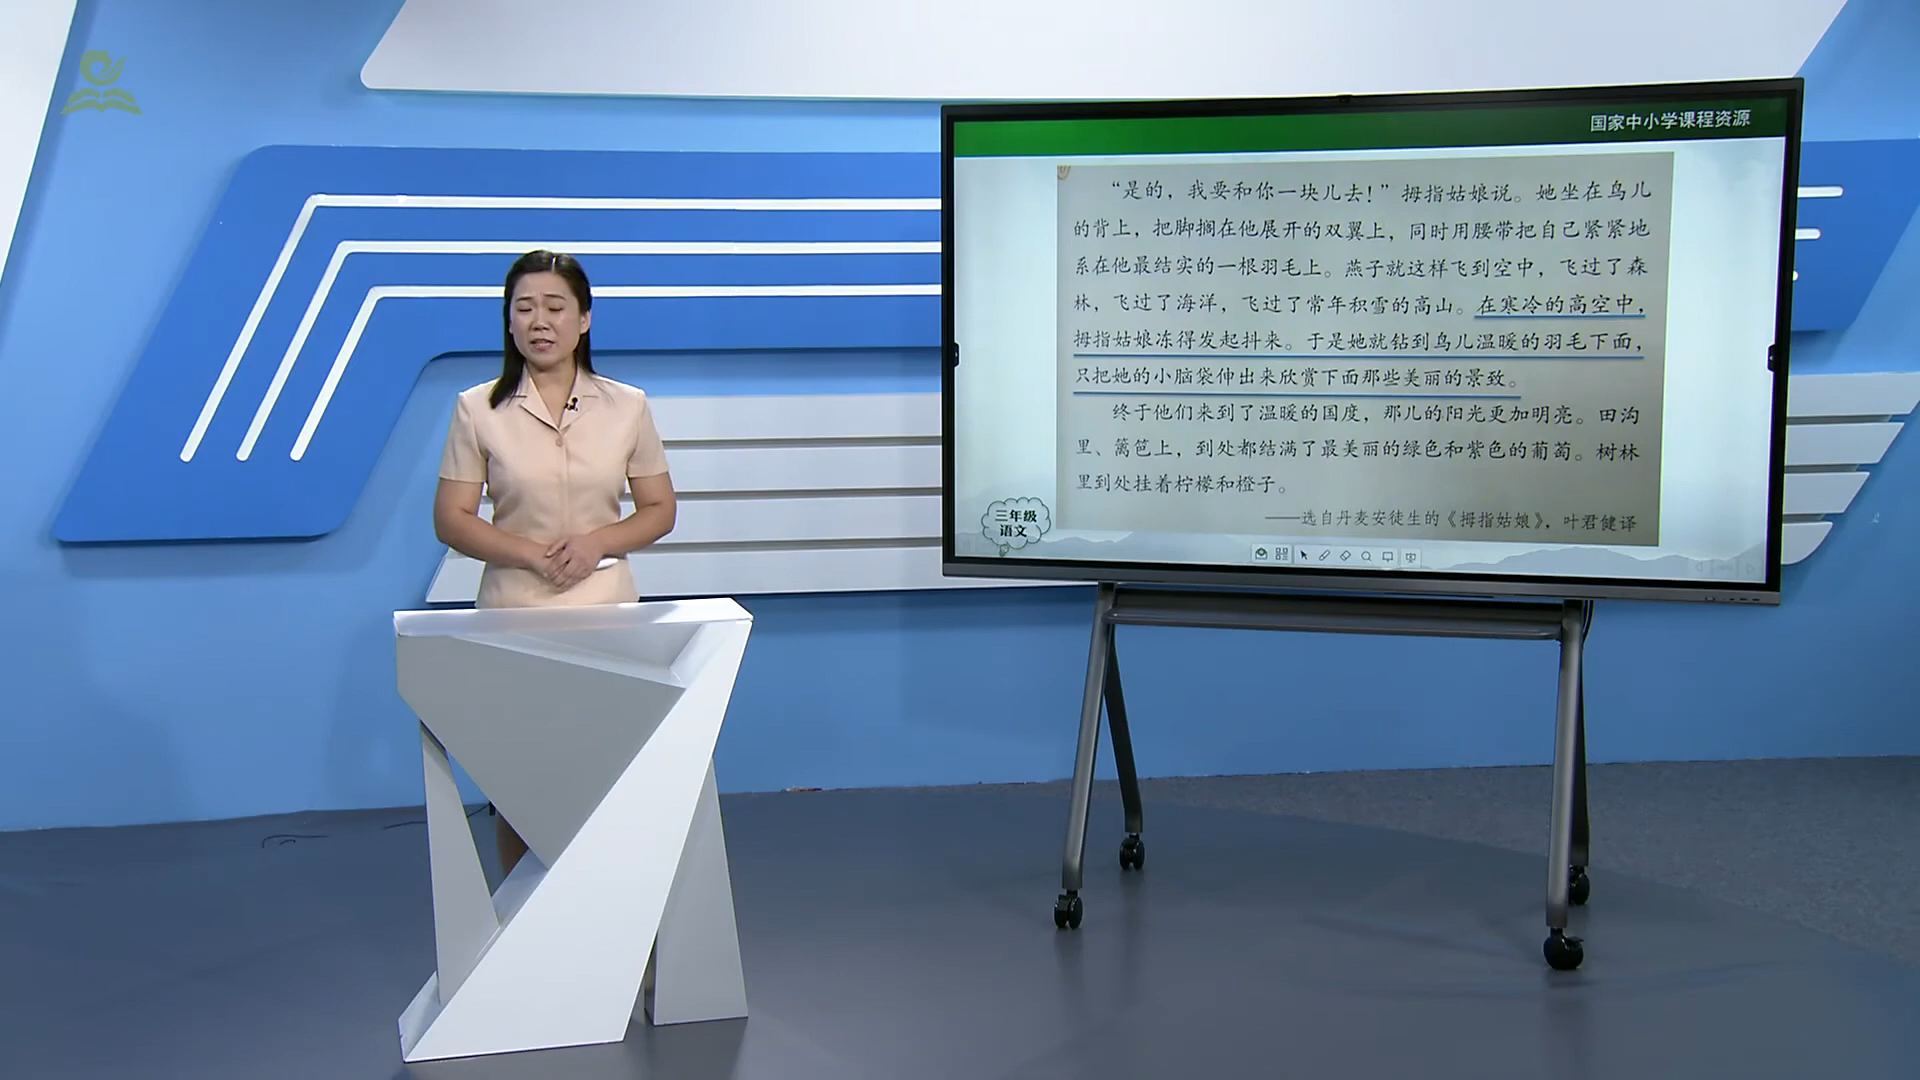 国家中小学课程资源
“是的，我要和你一块儿去！”拇指姑娘说。她坐在鸟儿
的背上，把脚搁在他展开的双翼上，同时用腰带把自己紧紧地
系在他最结实的一根羽毛上。燕子就这样飞到空中，飞过了森
林，飞过了海洋，飞过了常年积雪的高山。在寒冷的高空中，
拇指姑娘冻得发起抖来。于是她就钻到鸟儿温暖的羽毛下面，
只把她的小脑袋伸出来欣赏下面那些美丽的景致。
终于他们来到了温暖的国度，那儿的阳光更加明亮。田沟
里、篱笆上，到处都结满了最美丽的绿色和紫色的葡萄。树林
里到处挂着柠檬和橙子。
——选自丹麦安徒生的《拇指姑娘》，叶君健译
三年级
语文